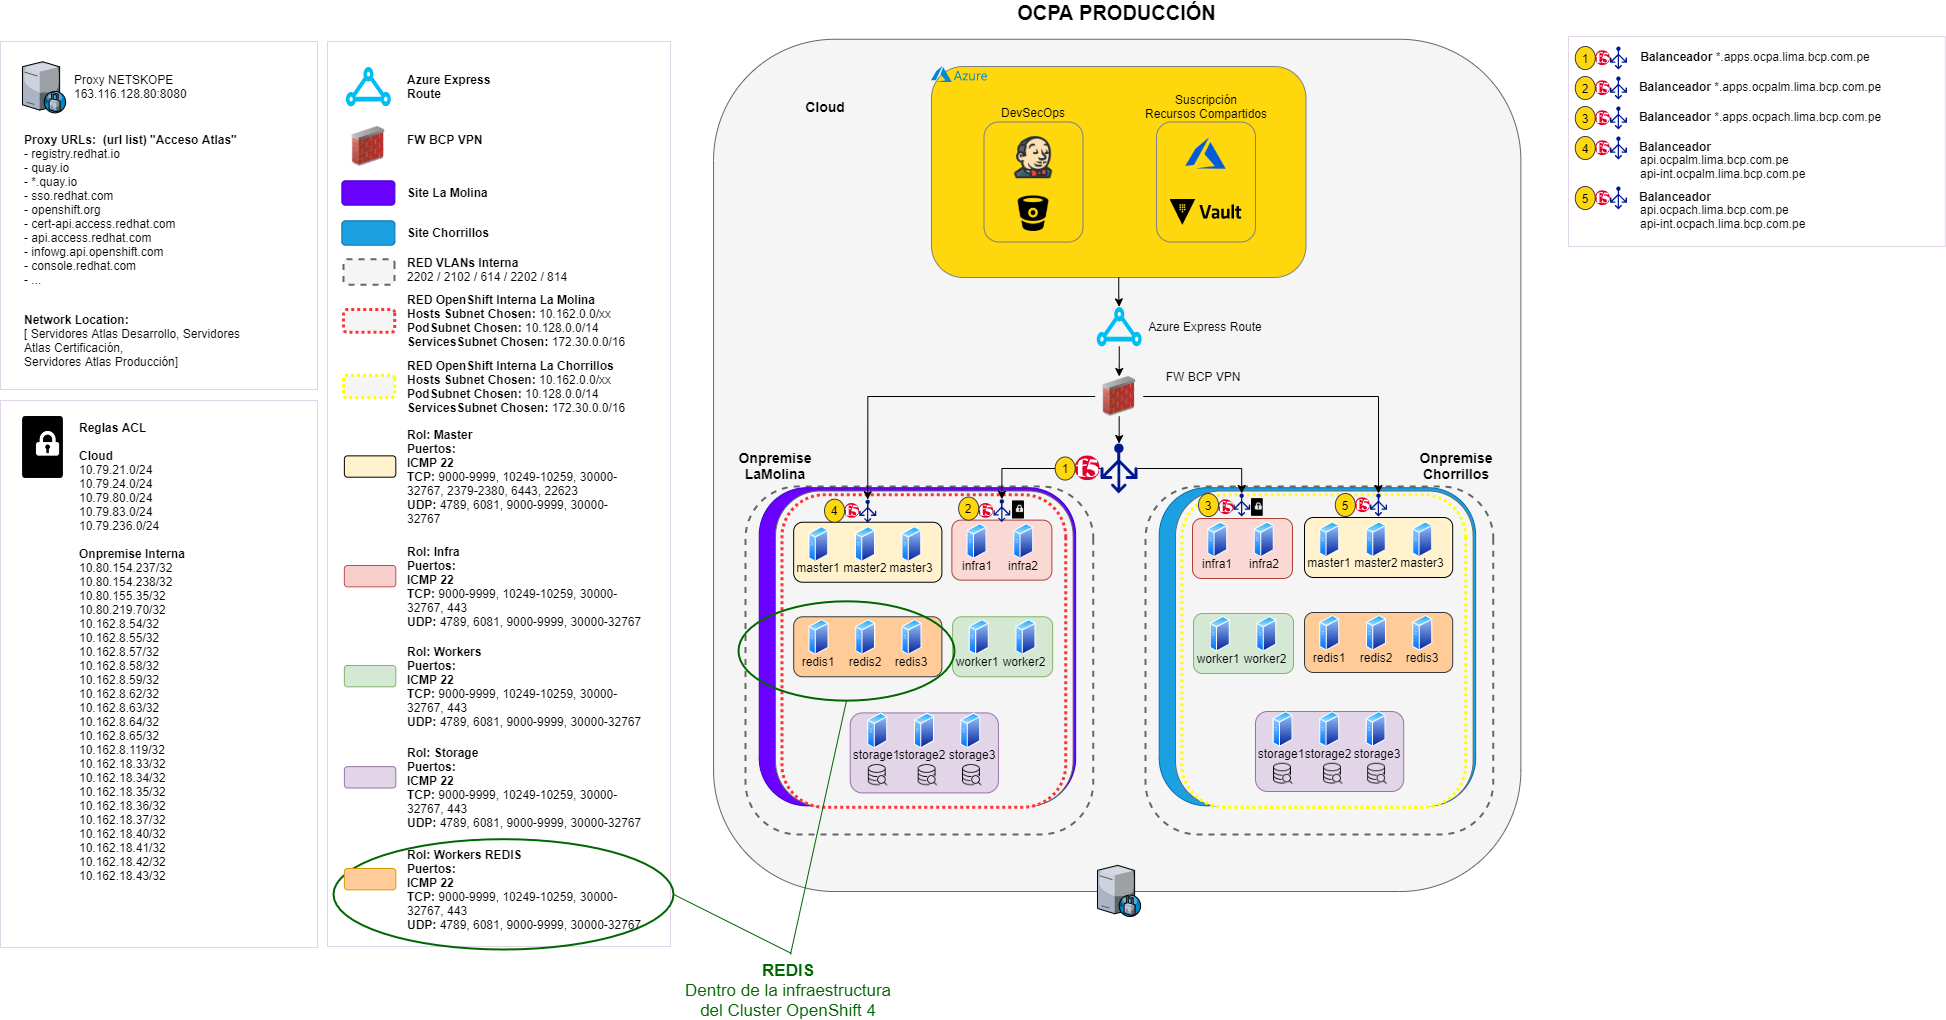 OCPA PRODUCCIÓN
Proxy NETSKOPE
163.116.128.80:8080
Proxy URLs:  (url list) "Acceso Atlas"
- registry.redhat.io
- quay.io
- *.quay.io
- sso.redhat.com
- openshift.org
- cert-api.access.redhat.com
- api.access.redhat.com
- infowg.api.openshift.com
- console.redhat.com
- ...
Network Location:
[ Servidores Atlas Desarrollo, Servidores
Atlas Certificación,
Servidores Atlas Producción]
Reglas ACL
Cloud
10.79.21.0/24
10.79.24.0/24
10.79.80.0/24
10.79.83.0/24
10.79.236.0/24
Onpremise Interna
10.80.154.237/32
10.80.154.238/32
10.80.155.35/32
10.80.219.70/32
10.162.8.54/32
10.162.8.55/32
10.162.8.57/32
10.162.8.58/32
10.162.8.59/32
10.162.8.62/32
10.162.8.63/32
10.162.8.64/32
10.162.8.65/32
10.162.8.119/32
10.162.18.33/32
10.162.18.34/32
10.162.18.35/32
10.162.18.36/32
10.162.18.37/32
10.162.18.40/32
10.162.18.41/32
10.162.18.42/32
10.162.18.43/32
Azure Express
Route
FW BCP VPN
Site La Molina
Site Chorrillos
RED VLANs Interna
2202 / 2102 / 614 / 2202 / 814
RED OpenShift Interna La Molina
Hosts Subnet Chosen: 10.162.0.0/xx
Pod Subnet Chosen: 10.128.0.0/14
Services Subnet Chosen: 172.30.0.0/16
RED OpenShift Interna La Chorrillos
Hosts Subnet Chosen: 10.162.0.0/xx
Pod Subnet Chosen: 10.128.0.0/14
Services Subnet Chosen: 172.30.0.0/16
Rol: Master
Puertos:
ICMP 22
TCP: 9000-9999, 10249-10259, 30000-
32767, 2379-2380, 6443, 22623
UDP: 4789, 6081, 9000-9999, 30000-
32767
Rol: Infra
Puertos:
ICMP 22
TCP: 9000-9999, 10249-10259, 30000-
32767, 443
UDP: 4789, 6081, 9000-9999, 30000-32767
Rol: Workers
Puertos:
ICMP 22
TCP: 9000-9999, 10249-10259, 30000-
32767, 443
UDP: 4789, 6081, 9000-9999, 30000-32767
Rol: Storage
Puertos:
ICMP 22
TCP: 9000-9999, 10249-10259, 30000-
32767, 443
UDP: 4789, 6081, 9000-9999, 30000-32767
Rol: Workers REDIS
Puertos:
ICMP 22
TCP: 9000-9999, 10249-10259, 30000-
32767, 443
UDP: 4789, 6081, 9000-9999, 30000-32767
Cloud
Azure
DevSecOps
Suscripción
Recursos Compartidos
Vault
Azure Express Route
FW BCP VPN
1 f5
Onpremise
LaMolina
4 f5
2 f5
master1 master2 master3
infra1 infra2
redis1 redis2 redis3
worker1 worker2
storage1 storage2 storage3
Onpremise
Chorrillos
3 f5
5 f5
infra1 infra2
master1 master2 master3
worker1 worker2
redis1 redis2 redis3
storage1 storage2 storage3
REDIS
Dentro de la infraestructura
del Cluster OpenShift 4
1 f5 Balanceador *.apps.ocpa.lima.bcp.com.pe
2 f5 Balanceador *.apps.ocpalm.lima.bcp.com.pe
3 f5 Balanceador *.apps.ocpach.lima.bcp.com.pe
4 f5 Balanceador
api.ocpalm.lima.bcp.com.pe
api-int.ocpalm.lima.bcp.com.pe
5 f5 Balanceador
api.ocpach.lima.bcp.com.pe
api-int.ocpach.lima.bcp.com.pe